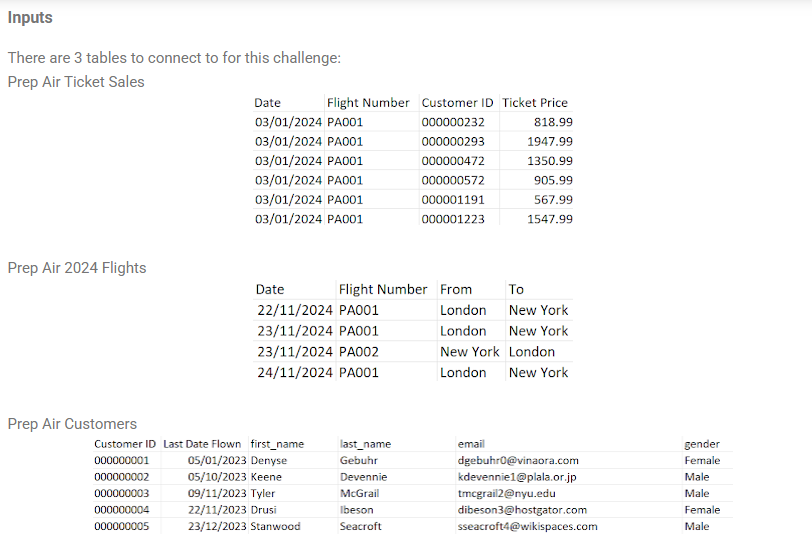 Inputs
There are 3 tables to connect to for this challenge:
Prep Air Ticket Sales
Date Flight Number Customer ID Ticket Price
03/01/2024 PA001 000000232 818.99
03/01/2024 PA001 000000293 1947.99
03/01/2024 PA001 000000472 1350.99
03/01/2024 PA001 000000572 905.99
03/01/2024 PA001 000001191 567.99
03/01/2024 PA001 000001223 1547.99
Prep Air 2024 Flights
Date Flight Number From To
22/11/2024 PA001 London New York
23/11/2024 PA001 London New York
23/11/2024 PA002 New York London
24/11/2024 PA001 London New York
Prep Air Customers
Customer ID Last Date Flown first_name last_name email gender
000000001 05/01/2023 Denyse Gebuhr dgebuhr0@vinaora.com Female
000000002 05/10/2023 Keene Devennie kdevennie1@plala.or.jp Male
000000003 09/11/2023 Tyler McGrail tmcgrail2@nyu.edu Male
000000004 22/11/2023 Drusi Ibeson dibeson3@hostgator.com Female
000000005 23/12/2023 Stanwood Seacroft sseacroft4@wikispaces.com Male